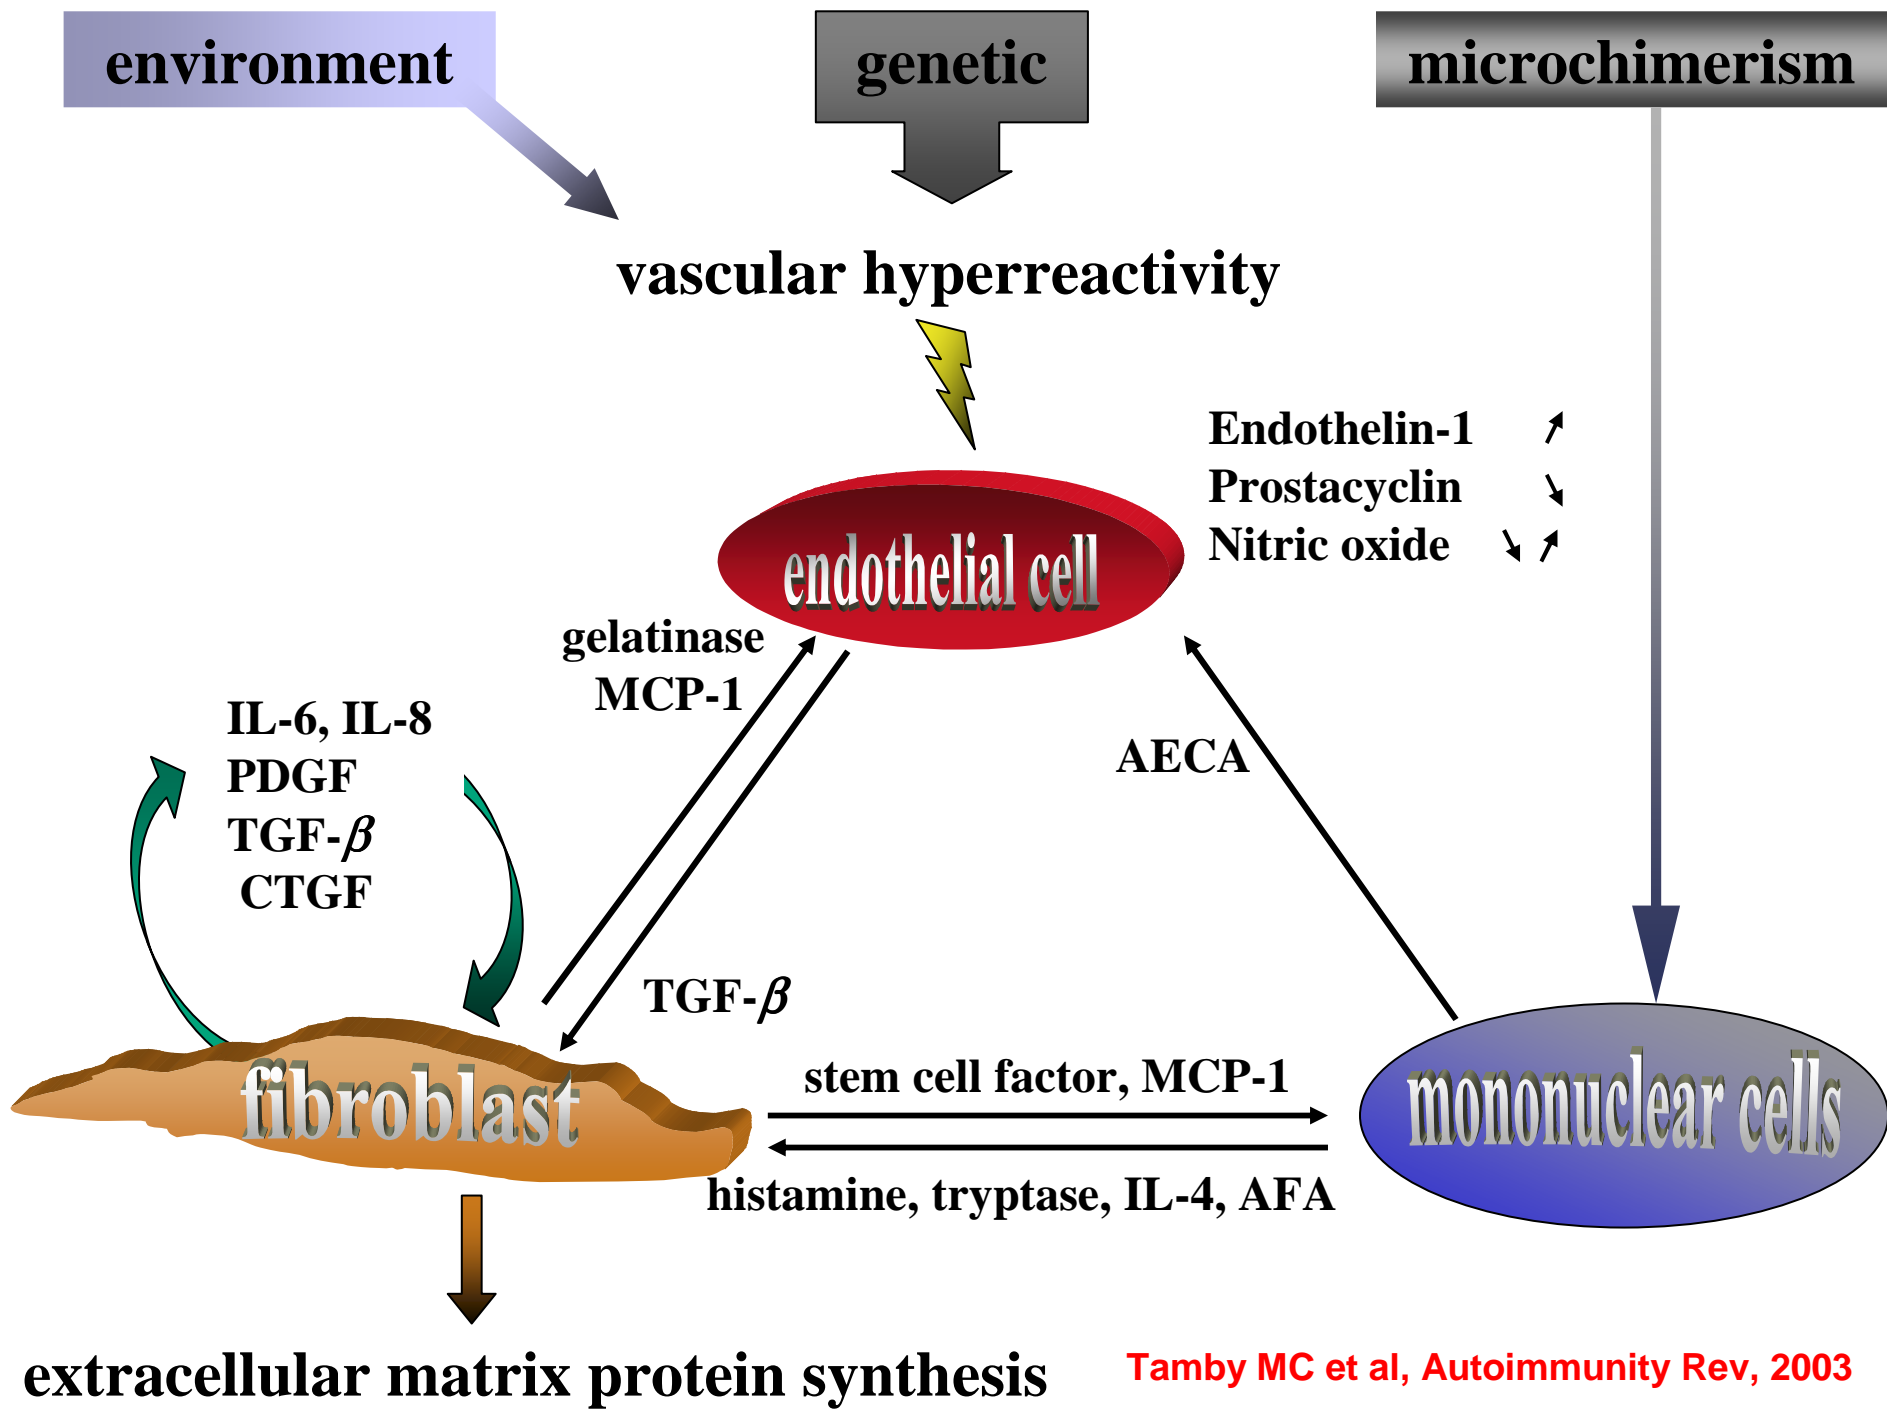 environment
genetic
microchimerism
vascular hyperreactivity
Endothelin-1
Prostacyclin
Nitric oxide
endothelial cell
gelatinase
MCP-1
IL-6, IL-8
PDGF
TGF-β
CTGF
AECA
TGF-β
fibroblast
stem cell factor, MCP-1
mononuclear cells
histamine, tryptase, IL-4, AFA
extracellular matrix protein synthesis
Tamby MC et al, Autoimmunity Rev, 2003